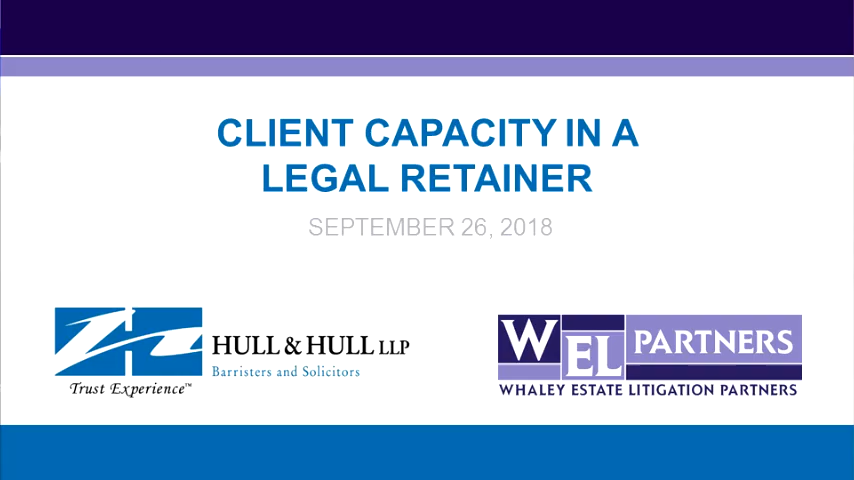 CLIENT CAPACITY IN A
LEGAL RETAINER
SEPTEMBER 26, 2018
HULL & HULL LLP
Barristers and Solicitors
Trust Experience™
WEL PARTNERS
WHALEY ESTATE LITIGATION PARTNERS